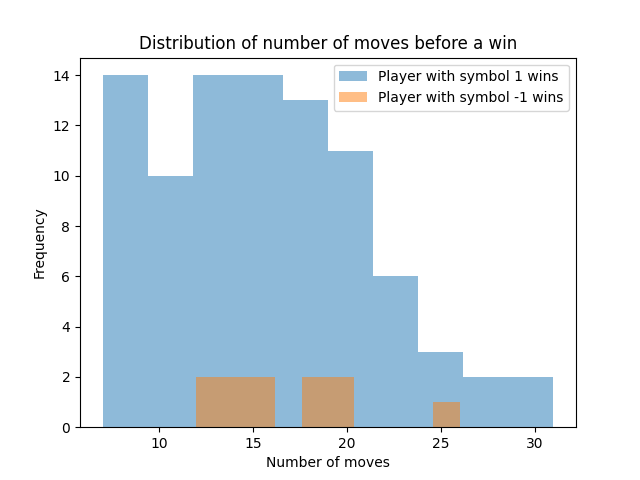 Distribution of number of moves before a win
Player with symbol 1 wins
Player with symbol -1 wins
14
12
10
8
6
4
2
0
Frequency
10 15 20 25 30
Number of moves